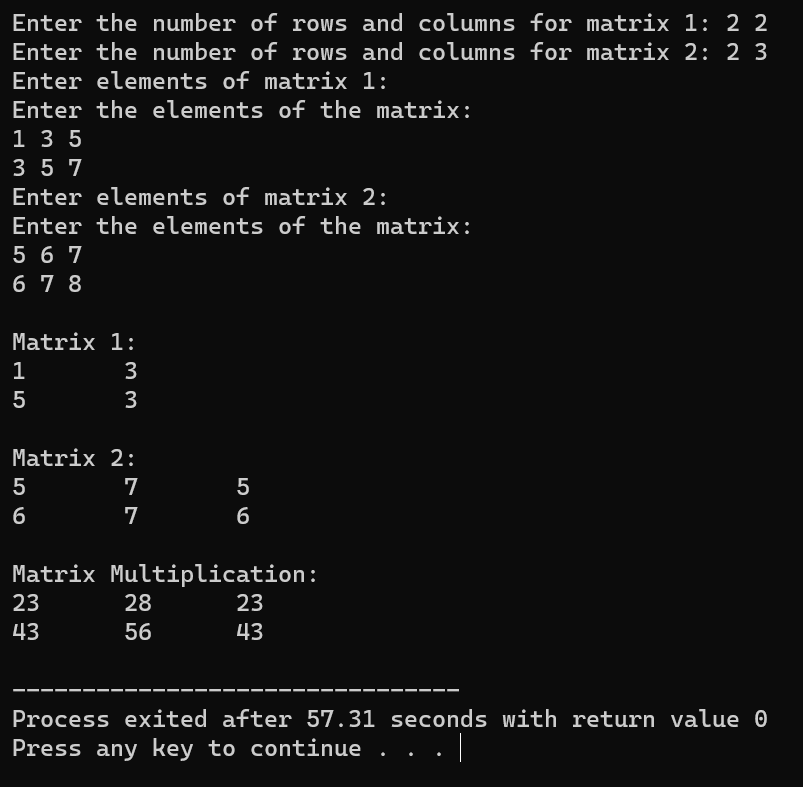 Enter the number of rows and columns for matrix 1: 2 2
Enter the number of rows and columns for matrix 2: 2 3
Enter elements of matrix 1:
Enter the elements of the matrix:
1 3 5
3 5 7
Enter elements of matrix 2:
Enter the elements of the matrix:
5 6 7
6 7 8
Matrix 1:
1 3
5 3
Matrix 2:
5 7 5
6 7 6
Matrix Multiplication:
23 28 23
43 56 43
--------------------------------
Process exited after 57.31 seconds with return value 0
Press any key to continue . . .